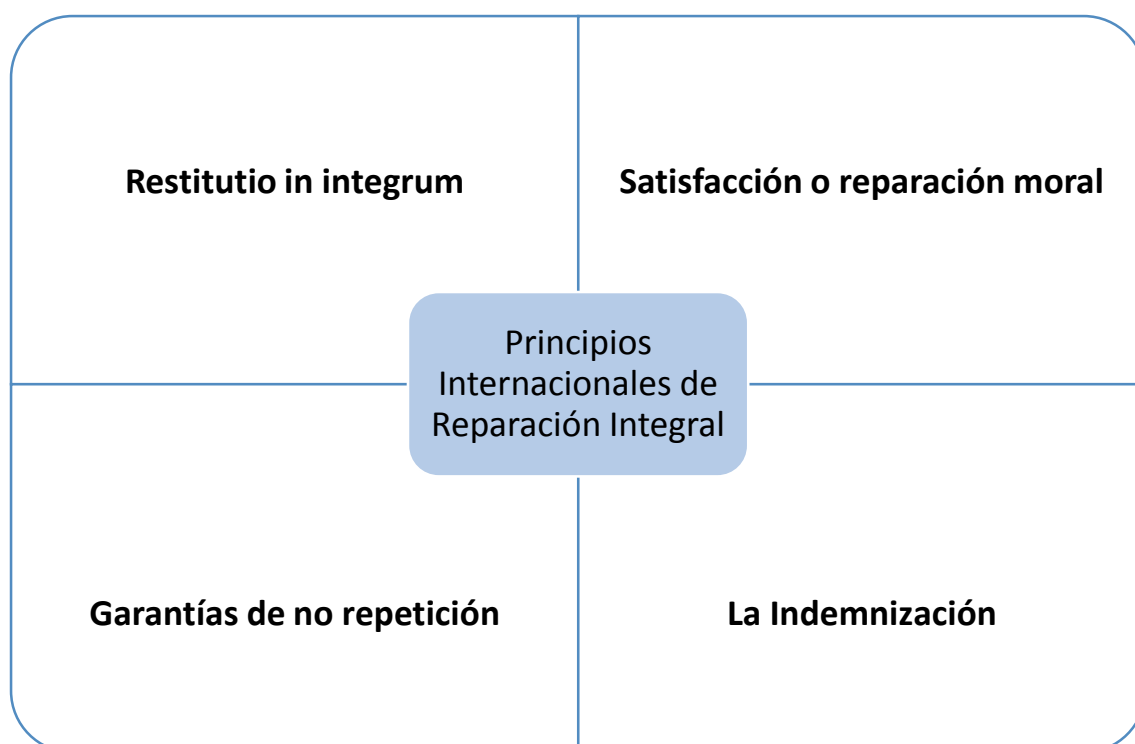 Restitutio in integrum
Satisfacción o reparación moral
Principios
Internacionales de
Reparación Integral
Garantías de no repetición
La Indemnización